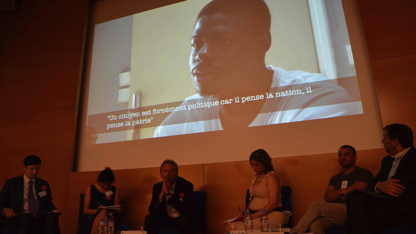 "Un citoyen est forcément politique car il pense la nation, il
pense la patrie"